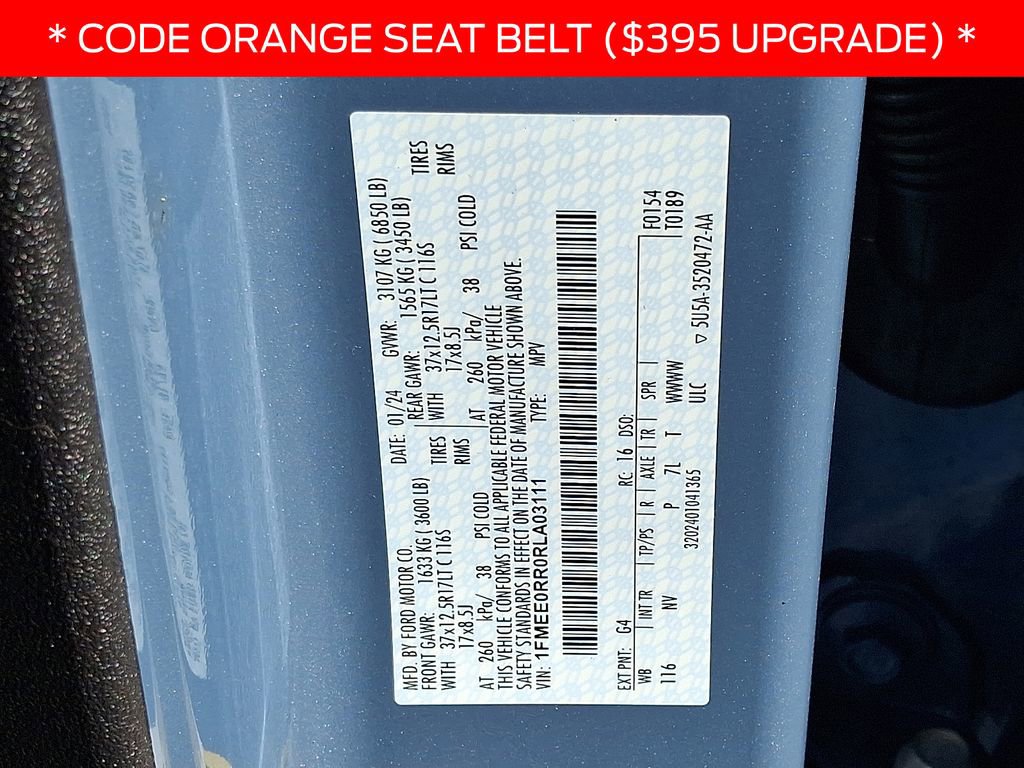 * CODE ORANGE SEAT BELT ($395 UPGRADE) *
MFD. BY FORD MOTOR CO. DATE: 01/24 GVWR: 3107 KG ( 6850 LB)
FRONT GAWR: 1633 KG ( 3600 LB) REAR GAWR: 1565 KG ( 3450 LB)
WITH 37x12.5R17LT C 116S TIRES WITH 37x12.5R17LT C 116S TIRES
17x8.5J RIMS 17x8.5J RIMS
AT 260 kPa/ 38 PSI COLD AT 260 kPa/ 38 PSI COLD
THIS VEHICLE CONFORMS TO ALL APPLICABLE FEDERAL MOTOR VEHICLE
SAFETY STANDARDS IN EFFECT ON THE DATE OF MANUFACTURE SHOWN ABOVE.
VIN: 1FMEE0RR0RLA03111 TYPE: MPV
EXT PNT: G4 RC: 16 DSO: F0154
WB INT TR TP/PS R AXLE TR SPR T0189
116 NV P 7L T WWWW
3202401041365 ULC
▽ 5U5A-3520472-AA